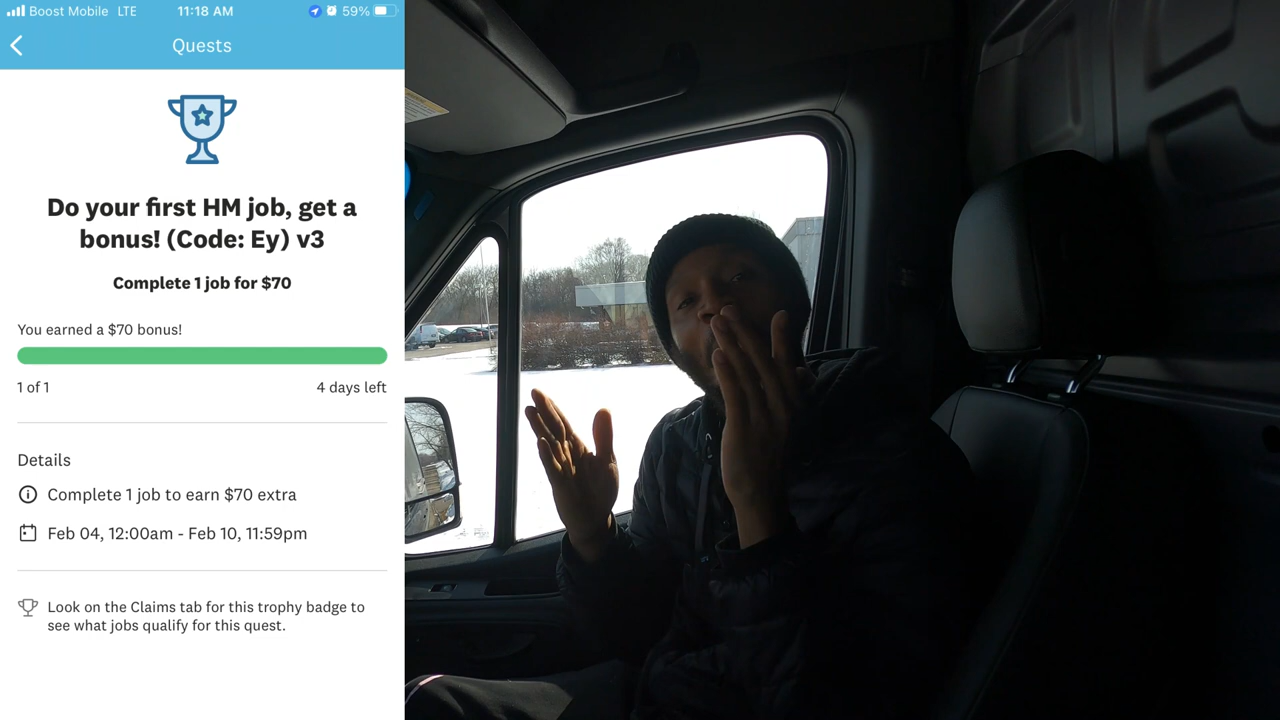 Boost Mobile LTE 11:18 AM 59%
Quests
Do your first HM job, get a
bonus! (Code: Ey) v3
Complete 1 job for $70
You earned a $70 bonus!
1 of 1 4 days left
Details
Complete 1 job to earn $70 extra
Feb 04, 12:00am - Feb 10, 11:59pm
Look on the Claims tab for this trophy badge to
see what jobs qualify for this quest.